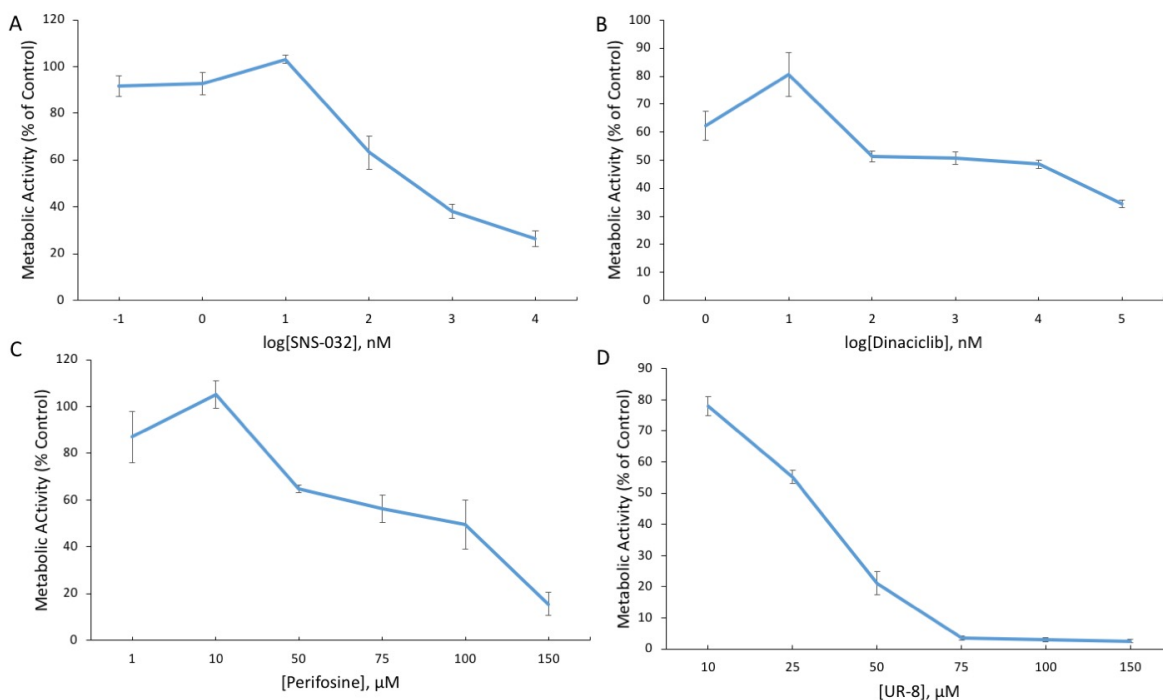 A
Metabolic Activity (% of Control)
120
100
80
60
40
20
0
-1 0 1 2 3 4
log[SNS-032], nM
B
Metabolic Activity (% of Control)
100
90
80
70
60
50
40
30
20
10
0
0 1 2 3 4 5
log[Dinaciclib], nM
C
Metabolic ACtivity (% Control)
120
100
80
60
40
20
0
1 10 50 75 100 150
[Perifosine], µM
D
Metabolic Activity (% of Control)
90
80
70
60
50
40
30
20
10
0
10 25 50 75 100 150
[UR-8], µM